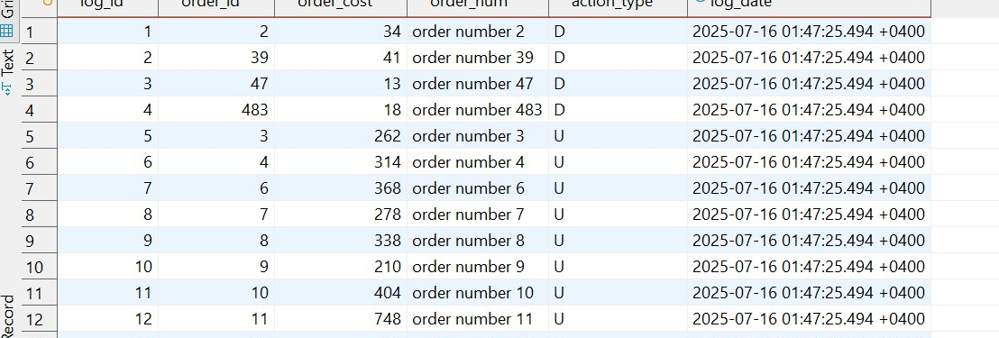 log_id order_id order_cost order_num action_type log_date
1 1 2 34 order number 2 D 2025-07-16 01:47:25.494 +0400
2 2 39 41 order number 39 D 2025-07-16 01:47:25.494 +0400
3 3 47 13 order number 47 D 2025-07-16 01:47:25.494 +0400
4 4 483 18 order number 483 D 2025-07-16 01:47:25.494 +0400
5 5 3 262 order number 3 U 2025-07-16 01:47:25.494 +0400
6 6 4 314 order number 4 U 2025-07-16 01:47:25.494 +0400
7 7 6 368 order number 6 U 2025-07-16 01:47:25.494 +0400
8 8 7 278 order number 7 U 2025-07-16 01:47:25.494 +0400
9 9 8 338 order number 8 U 2025-07-16 01:47:25.494 +0400
10 10 9 210 order number 9 U 2025-07-16 01:47:25.494 +0400
11 11 10 404 order number 10 U 2025-07-16 01:47:25.494 +0400
12 12 11 748 order number 11 U 2025-07-16 01:47:25.494 +0400
Text
Record